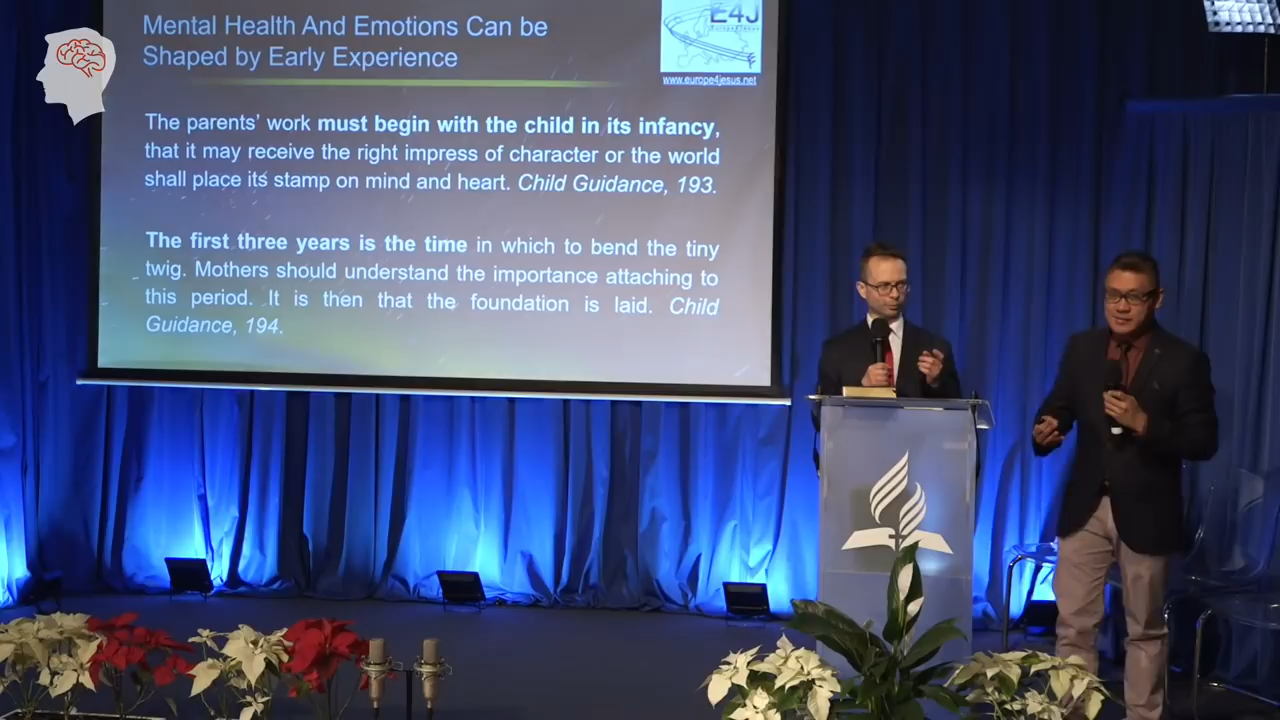 Mental Health And Emotions Can be
Shaped by Early Experience
E4J
www.europe4jesus.net
The parents’ work must begin with the child in its infancy,
that it may receive the right impress of character or the world
shall place its stamp on mind and heart. Child Guidance, 193.
The first three years is the time in which to bend the tiny
twig. Mothers should understand the importance attaching to
this period. It is then that the foundation is laid. Child
Guidance, 194.